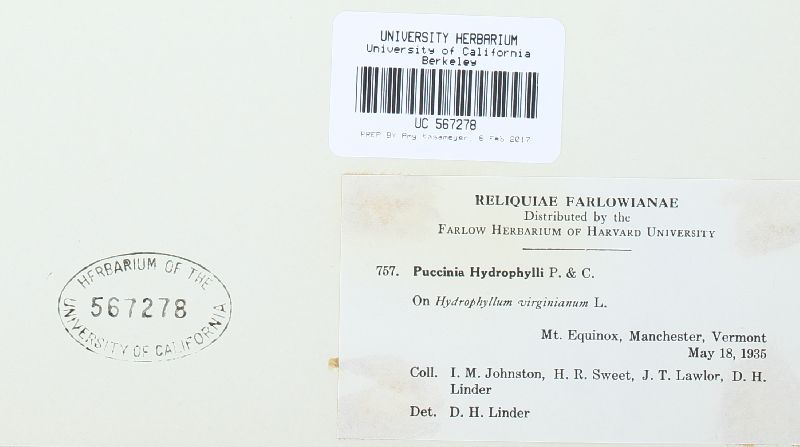 UNIVERSITY HERBARIUM
University of California
Berkeley
UC 567278
PREP BY Amy Kasameyer, 6 Feb 2017
RELIQUIAE FARLOWIANAE
Distributed by the
FARLOW HERBARIUM OF HARVARD UNIVERSITY
757. Puccinia Hydrophylli P. & C.
On Hydrophyllum virginianum L.
Mt. Equinox, Manchester, Vermont
May 18, 1935
Coll. I. M. Johnston, H. R. Sweet, J. T. Lawlor, D. H.
Linder
Det. D. H. Linder
HERBARIUM OF THE
567278
UNIVERSITY OF CALIFORNIA